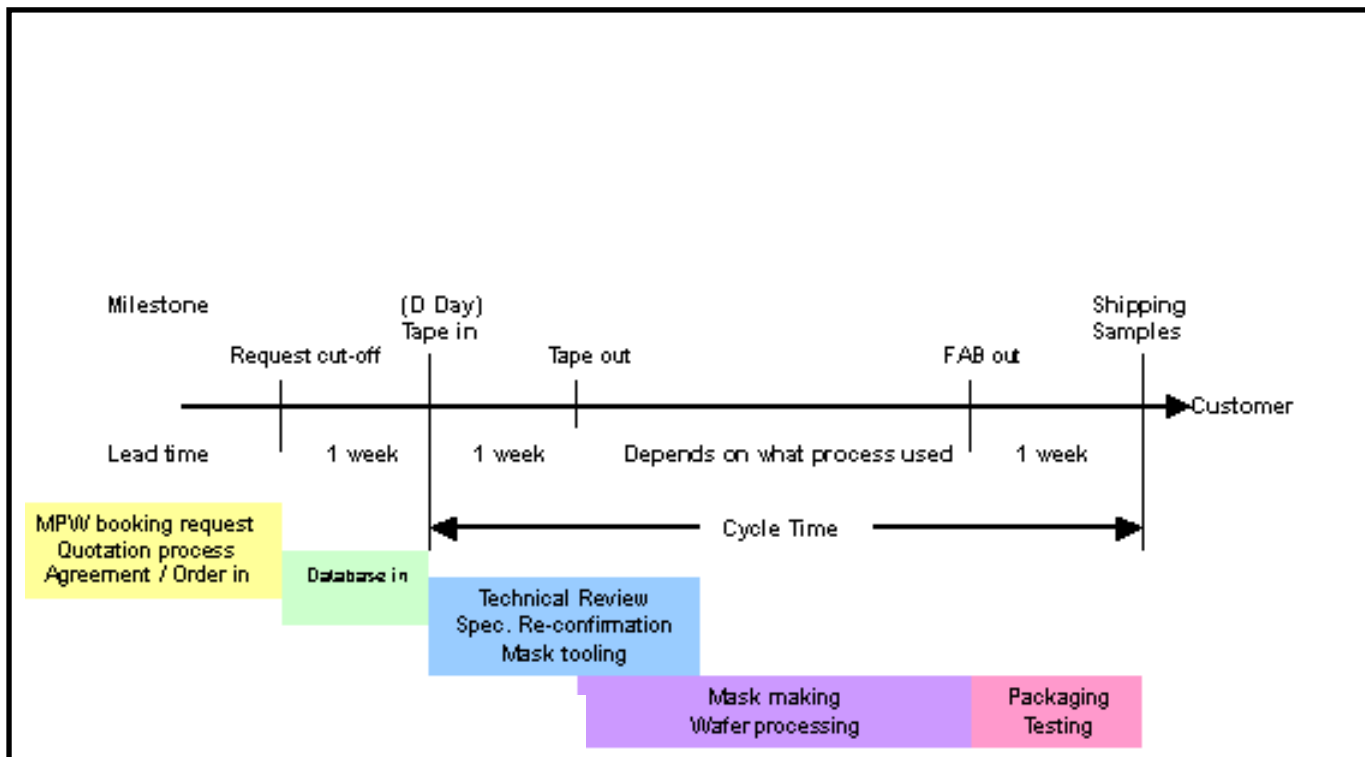 Milestone
(D Day)
Tape in
Shipping
Samples
Request cut-off
Tape out
FAB out
Customer
Lead time
1 week
1 week
Depends on what process used
1 week
Cycle Time
MPW booking request
Quotation process
Agreement / Order in
Database in
Technical Review
Spec. Re-confirmation
Mask tooling
Mask making
Wafer processing
Packaging
Testing